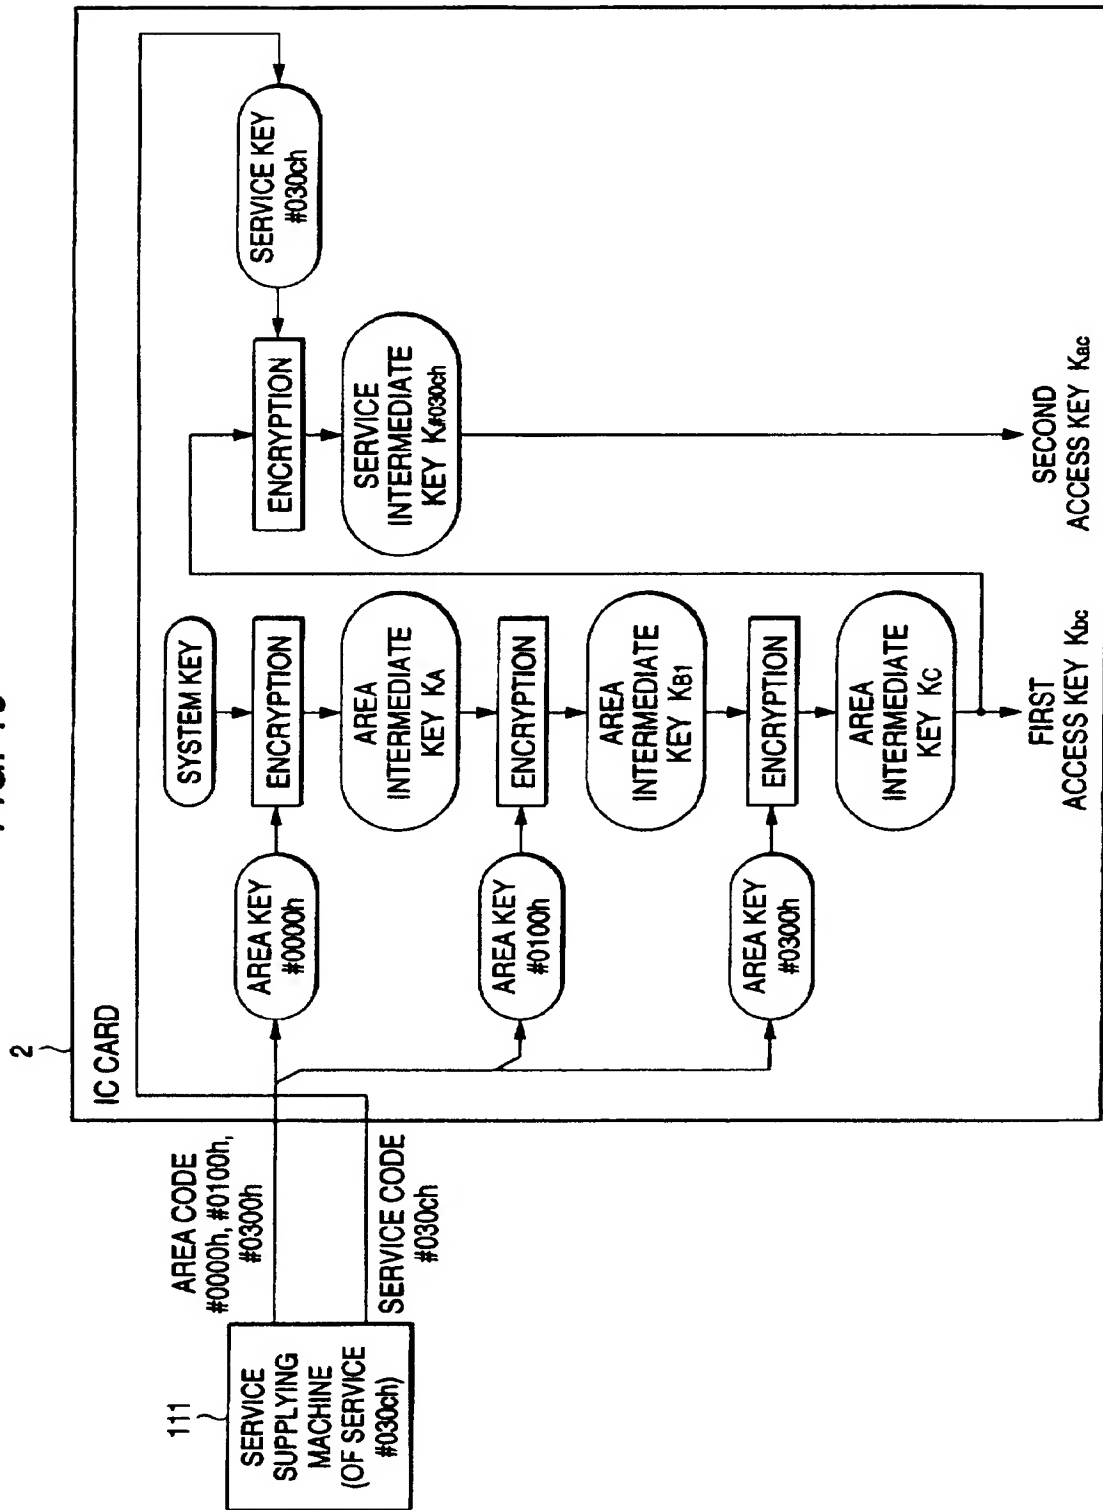 2
IC CARD
111
SERVICE
SUPPLYING
MACHINE
(OF SERVICE
#030ch)
AREA CODE
#0000h, #0100h,
#0300h
SERVICE CODE
#030ch
AREA KEY
#0000h
AREA KEY
#0100h
AREA KEY
#0300h
SYSTEM KEY
ENCRYPTION
AREA
INTERMEDIATE
KEY KA
ENCRYPTION
AREA
INTERMEDIATE
KEY KB1
ENCRYPTION
AREA
INTERMEDIATE
KEY KC
FIRST
ACCESS KEY Kbc
SERVICE KEY
#030ch
ENCRYPTION
SERVICE
INTERMEDIATE
KEY K#030ch
SECOND
ACCESS KEY Kac